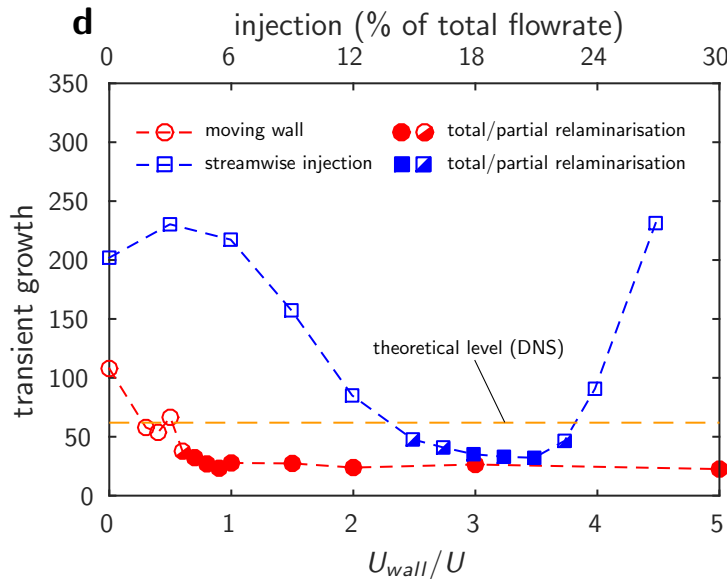 d
injection (% of total flowrate)
0 6 12 18 24 30
350
300
250
200
150
100
50
0
transient growth
moving wall
total/partial relaminarisation
streamwise injection
total/partial relaminarisation
theoretical level (DNS)
0 1 2 3 4 5
U_wall/U